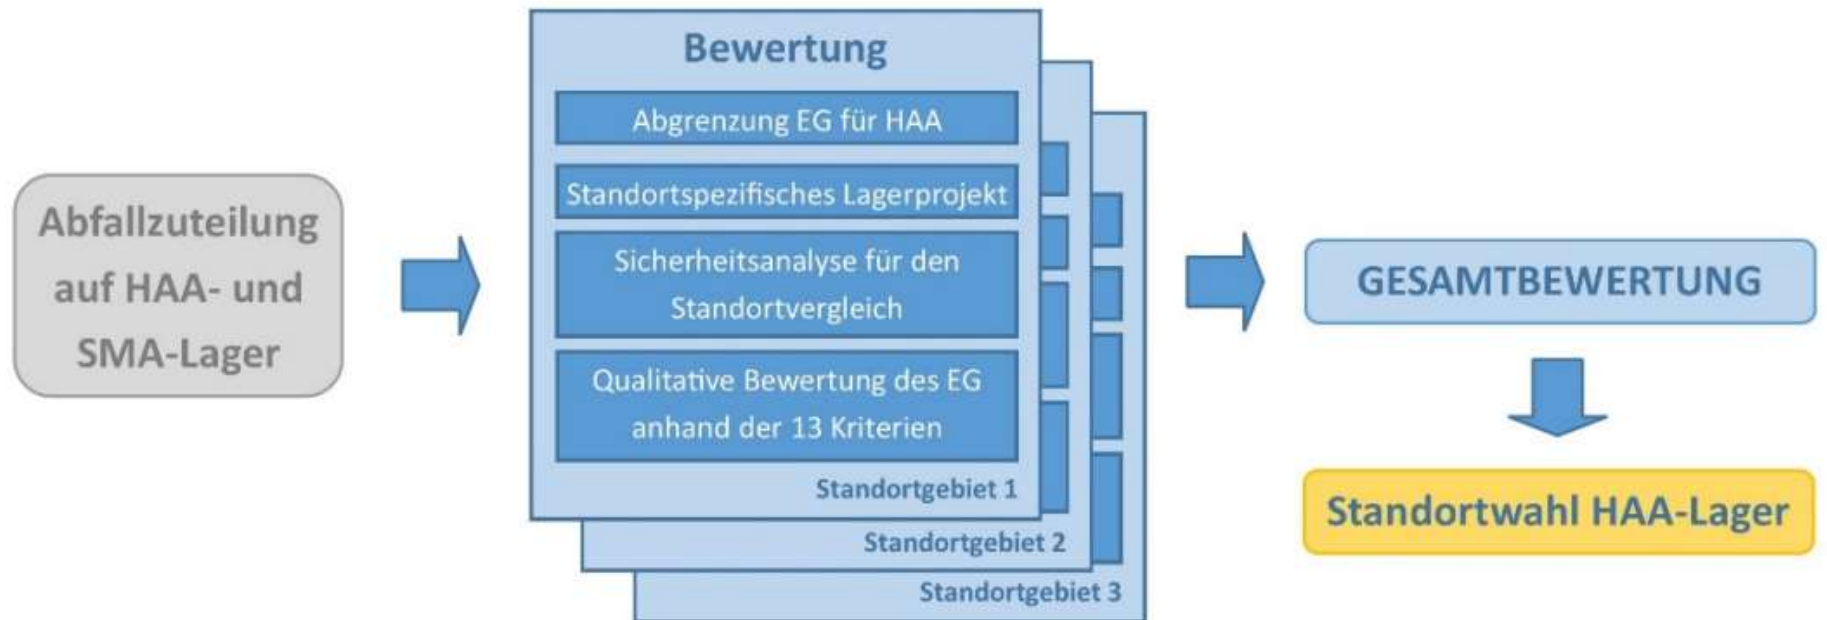 Abfallzuteilung
auf HAA- und
SMA-Lager
Bewertung
Abgrenzung EG für HAA
Standortspezifisches Lagerprojekt
Sicherheitsanalyse für den
Standortvergleich
Qualitative Bewertung des EG
anhand der 13 Kriterien
Standortgebiet 1
Standortgebiet 2
Standortgebiet 3
GESAMTBEWERTUNG
Standortwahl HAA-Lager